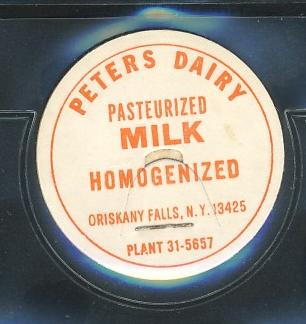 PETERS DAIRY
PASTEURIZED
MILK
HOMOGENIZED
ORISKANY FALLS, N.Y. 13425
PLANT 31-5657